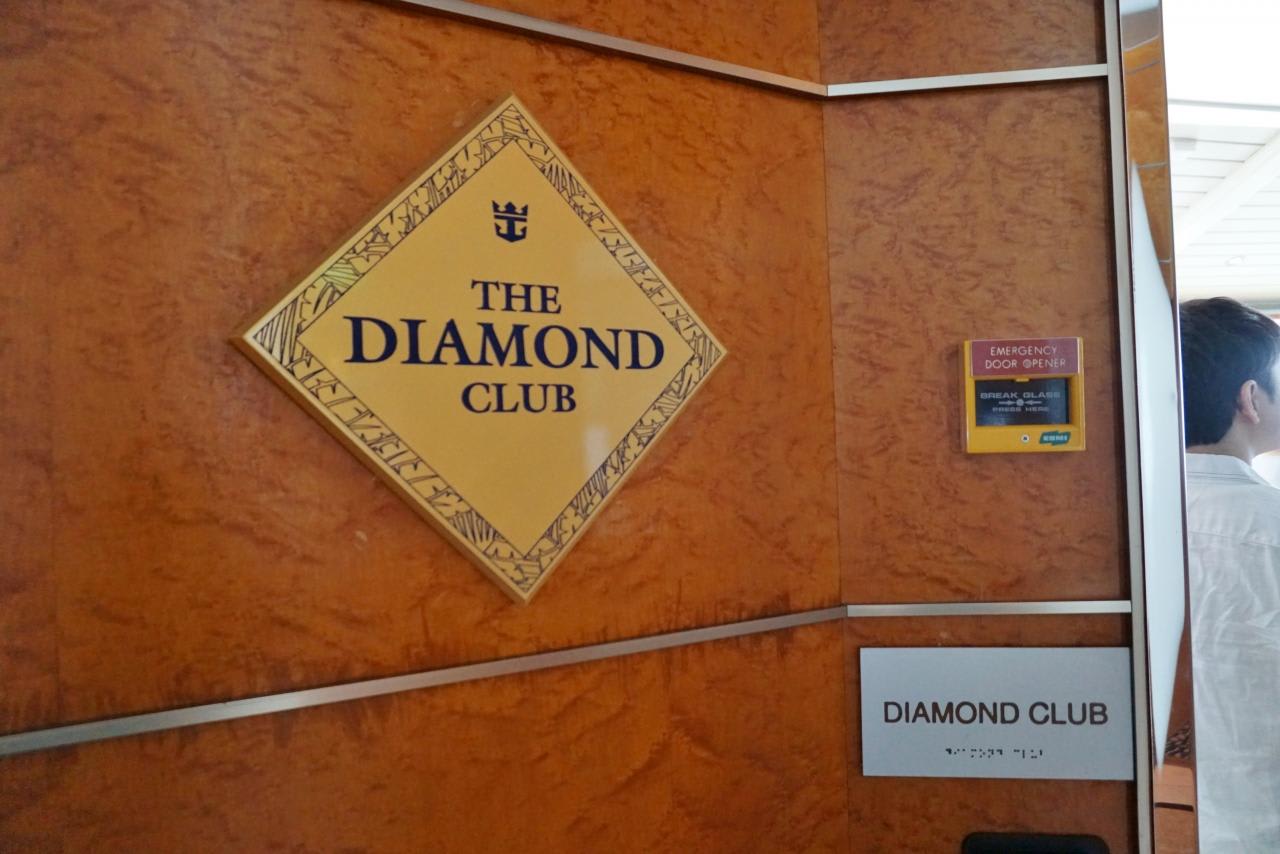 THE
DIAMOND
CLUB
EMERGENCY
DOOR OPENER
BREAK GLASS
PRESS HERE
DIAMOND CLUB